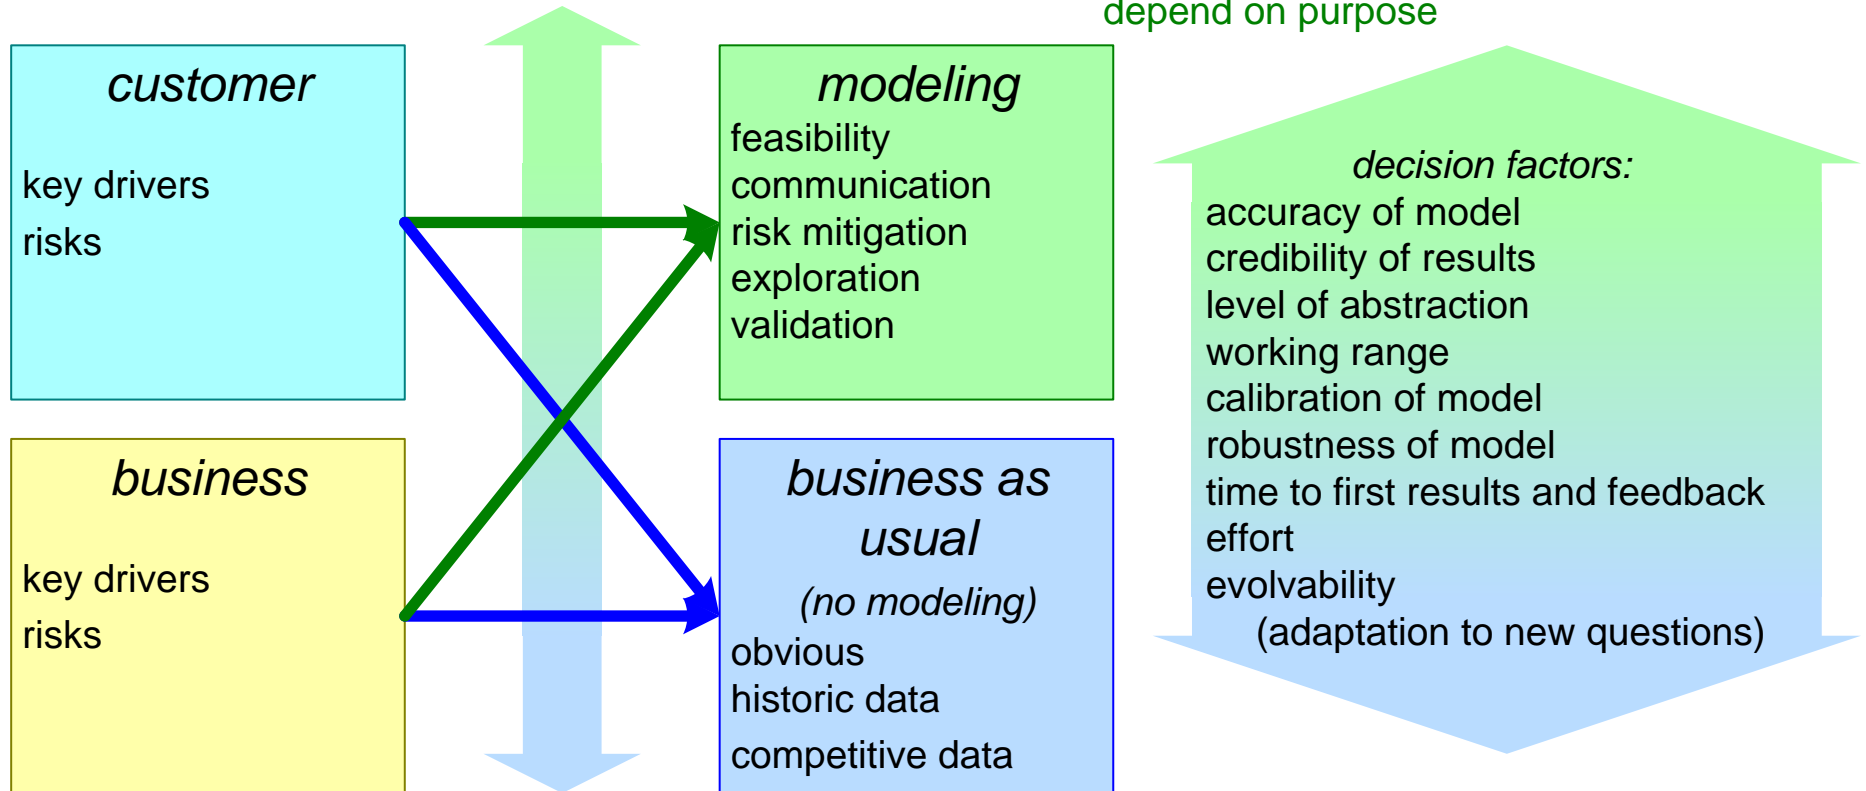 depend on purpose
customer
key drivers
risks
modeling
feasibility
communication
risk mitigation
exploration
validation
decision factors:
accuracy of model
credibility of results
level of abstraction
working range
calibration of model
robustness of model
time to first results and feedback
effort
evolvability
(adaptation to new questions)
business
key drivers
risks
business as
usual
(no modeling)
obvious
historic data
competitive data